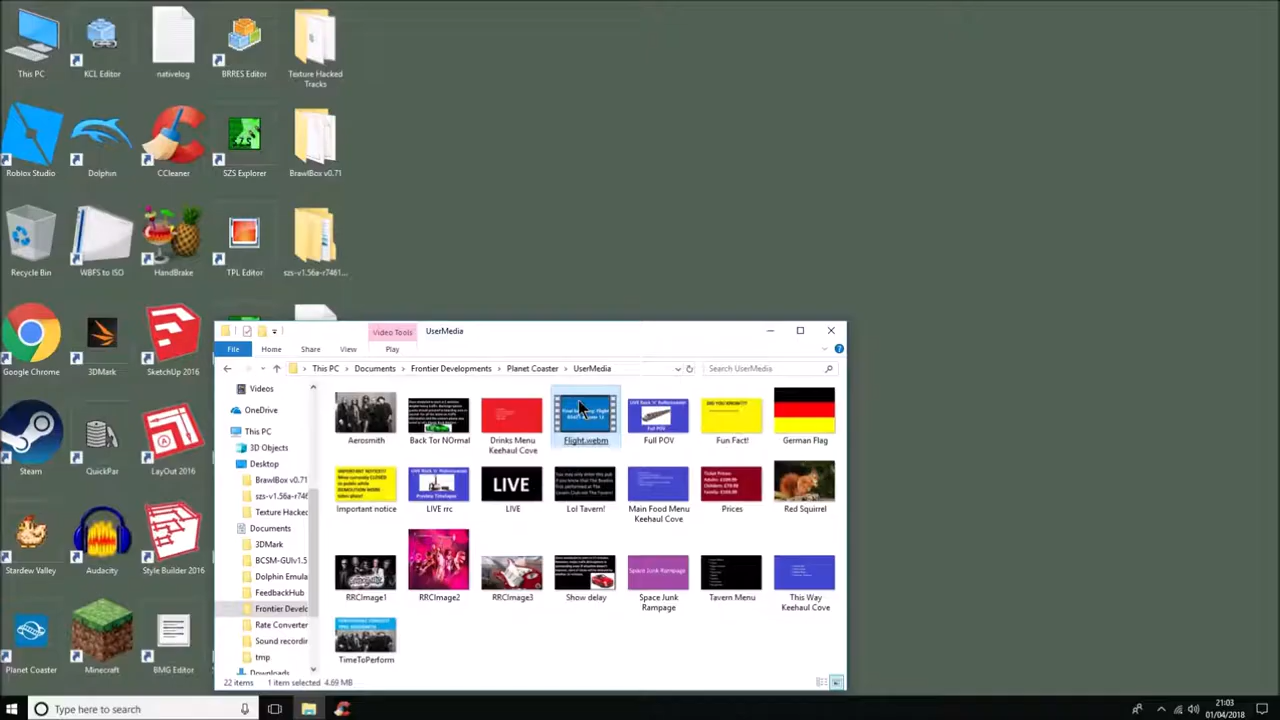 This PC
KCL Editor
nativelog
BRRES Editor
Texture Hacked
Tracks
Roblox Studio
Dolphin
CCleaner
SZS Explorer
BrawlBox v0.71
Recycle Bin
WBFS to ISO
HandBrake
TPL Editor
szs-v1.56a-r7461...
Google Chrome
3DMark
SketchUp 2016
Steam
QuickPar
LayOut 2016
Stardew Valley
Audacity
Style Builder 2016
Planet Coaster
Minecraft
BMG Editor
Video Tools
UserMedia
File
Home
Share
View
Play
This PC
Documents
Frontier Developments
Planet Coaster
UserMedia
Search UserMedia
Videos
OneDrive
This PC
3D Objects
Desktop
BrawlBox v0.71
szs-v1.56a-r746
Texture Hacked
Documents
3DMark
BCSM-GUIv1.5
Dolphin Emula
FeedbackHub
Frontier Develo
Rate Converter
Sound recordin
tmp
Downloads
Aerosmith
Back Tor NOrmal
Drinks Menu
Keehaul Cove
Flight.webm
Full POV
Fun Fact!
German Flag
Important notice
LIVE rrc
LIVE
LIVE
Lol Tavern!
Main Food Menu
Keehaul Cove
Prices
Red Squirrel
RRCImage1
RRCImage2
RRCImage3
Show delay
Space Junk Rampage
Space Junk
Rampage
Tavern Menu
This Way
Keehaul Cove
TimeToPerform
22 items
1 item selected
4.69 MB
Type here to search
21:03
01/04/2018